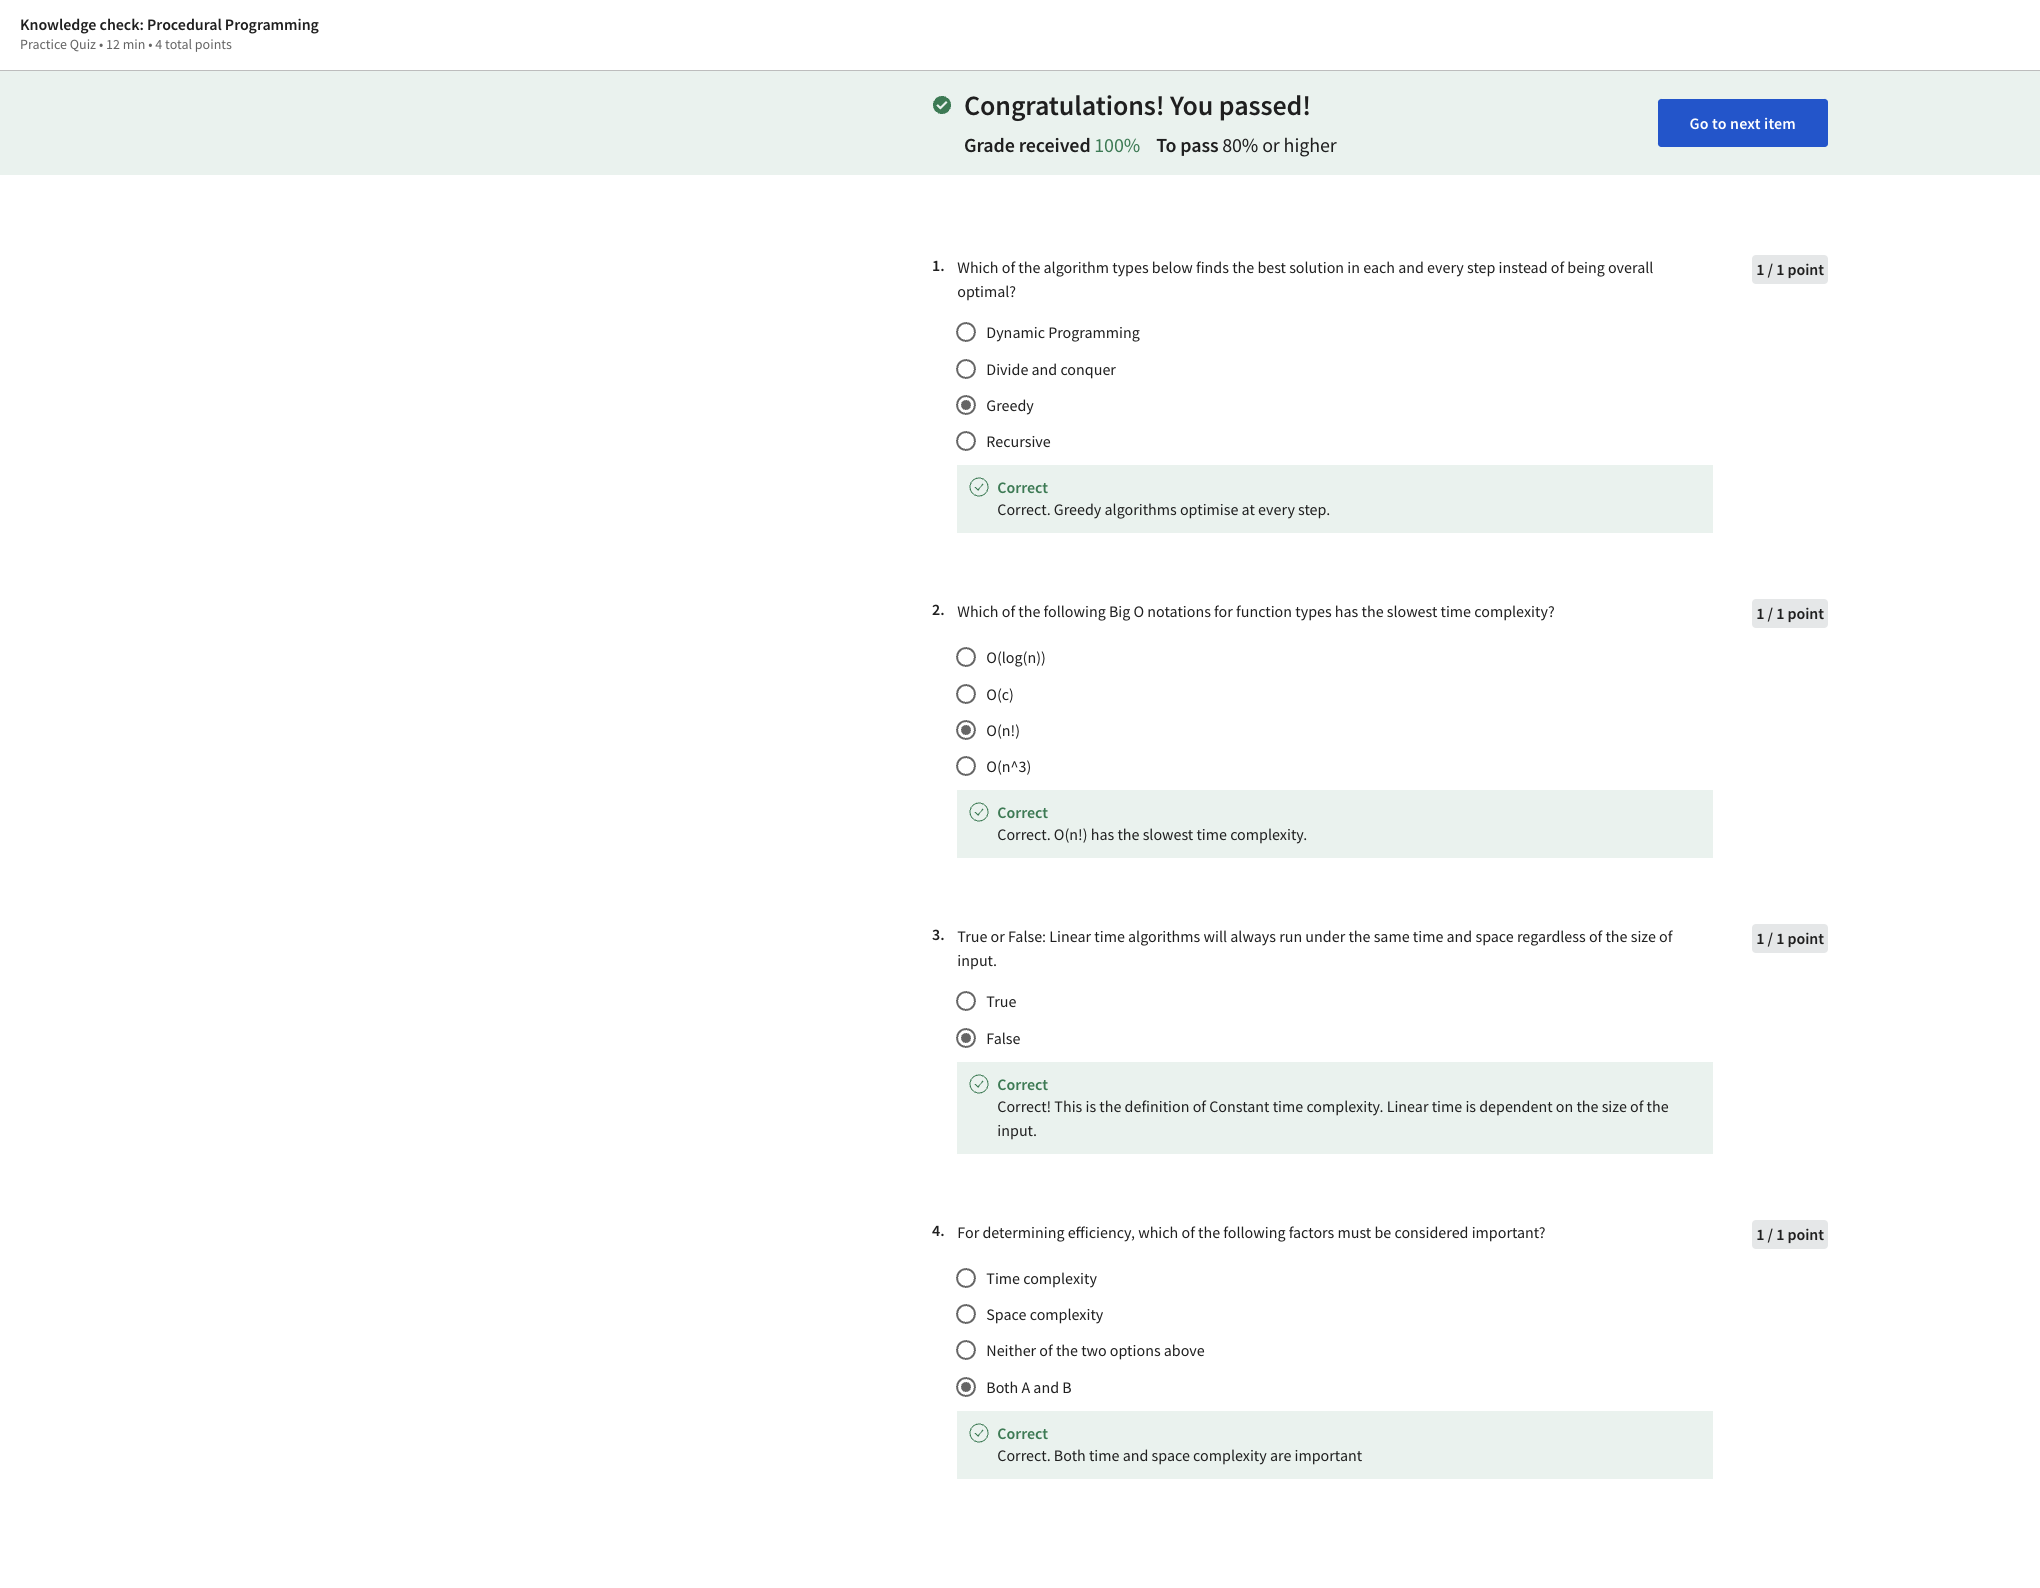 Knowledge check: Procedural Programming
Practice Quiz • 12 min • 4 total points
Congratulations! You passed!
Grade received 100% To pass 80% or higher
Go to next item
1. Which of the algorithm types below finds the best solution in each and every step instead of being overall
optimal?
1 / 1 point
Dynamic Programming
Divide and conquer
Greedy
Recursive
Correct
Correct. Greedy algorithms optimise at every step.
2. Which of the following Big O notations for function types has the slowest time complexity?
1 / 1 point
O(log(n))
O(c)
O(n!)
O(n^3)
Correct
Correct. O(n!) has the slowest time complexity.
3. True or False: Linear time algorithms will always run under the same time and space regardless of the size of
input.
1 / 1 point
True
False
Correct
Correct! This is the definition of Constant time complexity. Linear time is dependent on the size of the
input.
4. For determining efficiency, which of the following factors must be considered important?
1 / 1 point
Time complexity
Space complexity
Neither of the two options above
Both A and B
Correct
Correct. Both time and space complexity are important